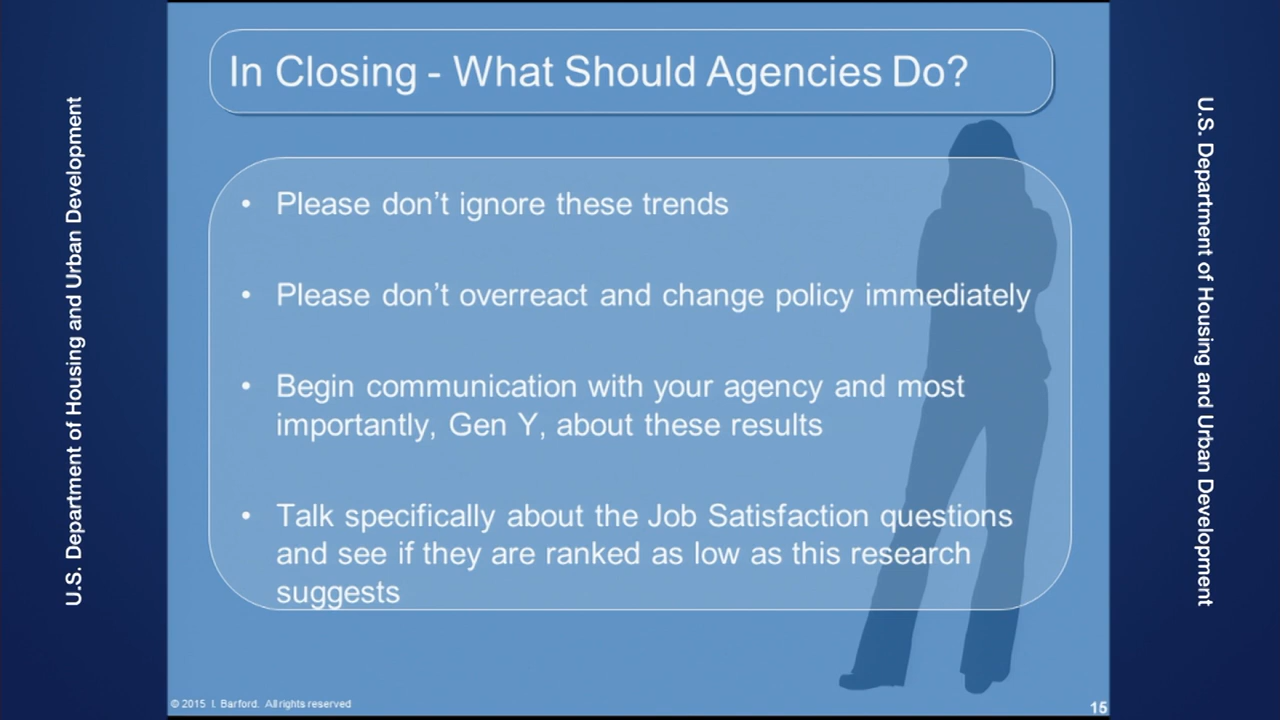 In Closing - What Should Agencies Do?
• Please don't ignore these trends
• Please don't overreact and change policy immediately
• Begin communication with your agency and most
importantly, Gen Y, about these results
• Talk specifically about the Job Satisfaction questions
and see if they are ranked as low as this research
suggests
© 2015 I. Barford. All rights reserved
15
U.S. Department of Housing and Urban Development
U.S. Department of Housing and Urban Development